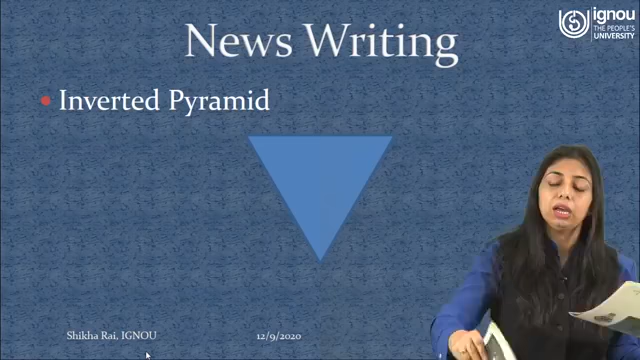 News Writing
ignou
THE PEOPLE'S
UNIVERSITY
• Inverted Pyramid
Shikha Rai, IGNOU
12/9/2020